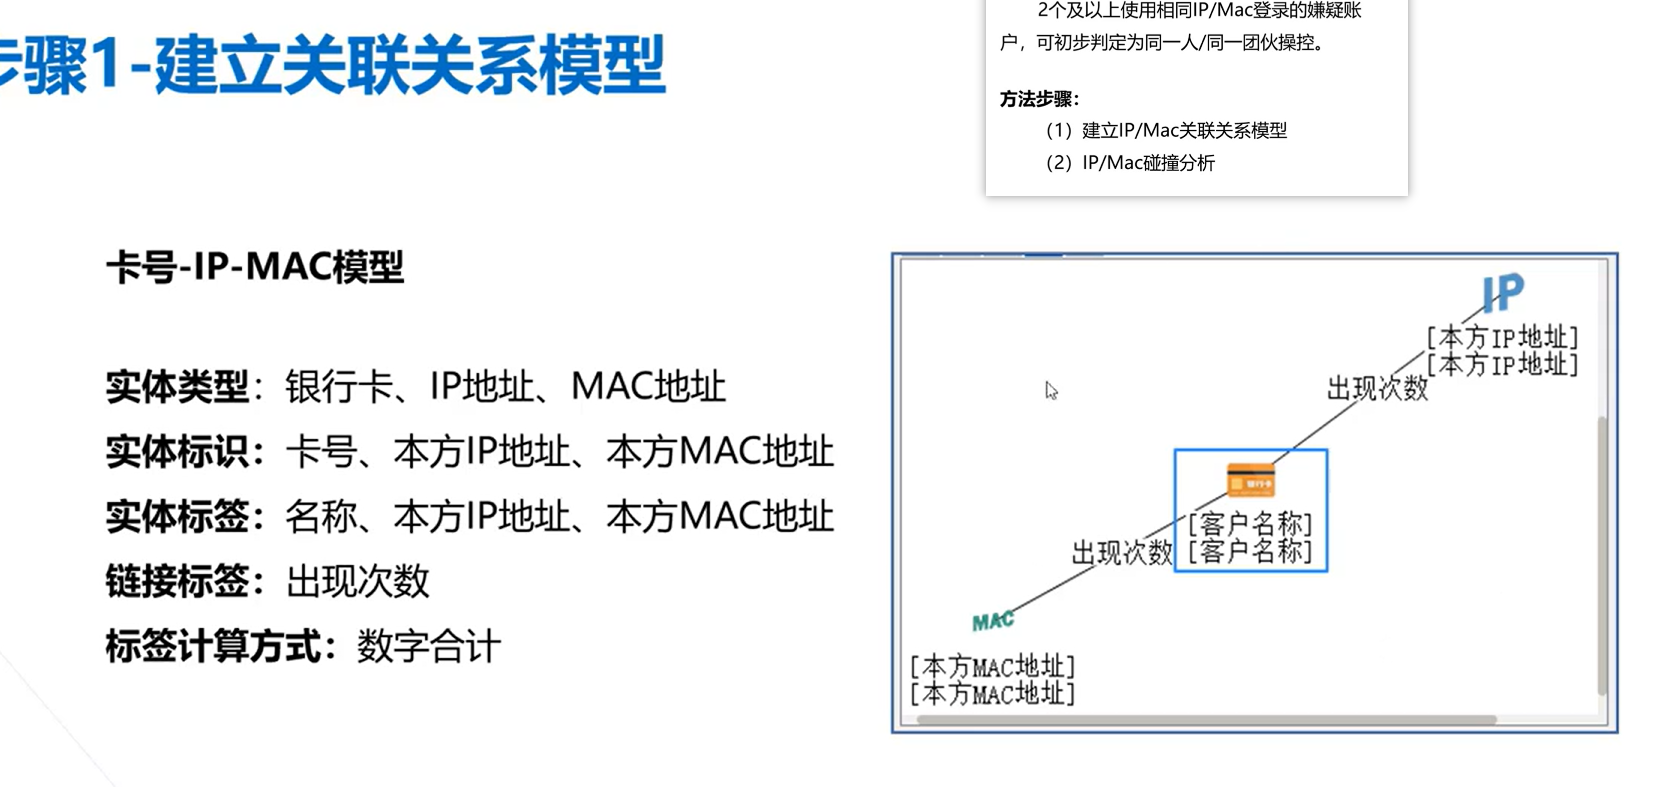 步骤1-建立关联关系模型
2个及以上使用相同IP/Mac登录的嫌疑账
户，可初步判定为同一人/同一团伙操控。
方法步骤：
（1）建立IP/Mac关联关系模型
（2）IP/Mac碰撞分析
卡号-IP-MAC模型
实体类型：银行卡、IP地址、MAC地址
实体标识：卡号、本方IP地址、本方MAC地址
实体标签：名称、本方IP地址、本方MAC地址
链接标签：出现次数
标签计算方式：数字合计
IP
[本方IP地址]
[本方IP地址]
出现次数
银行卡
[客户名称]
[客户名称]
出现次数
MAC
[本方MAC地址]
[本方MAC地址]